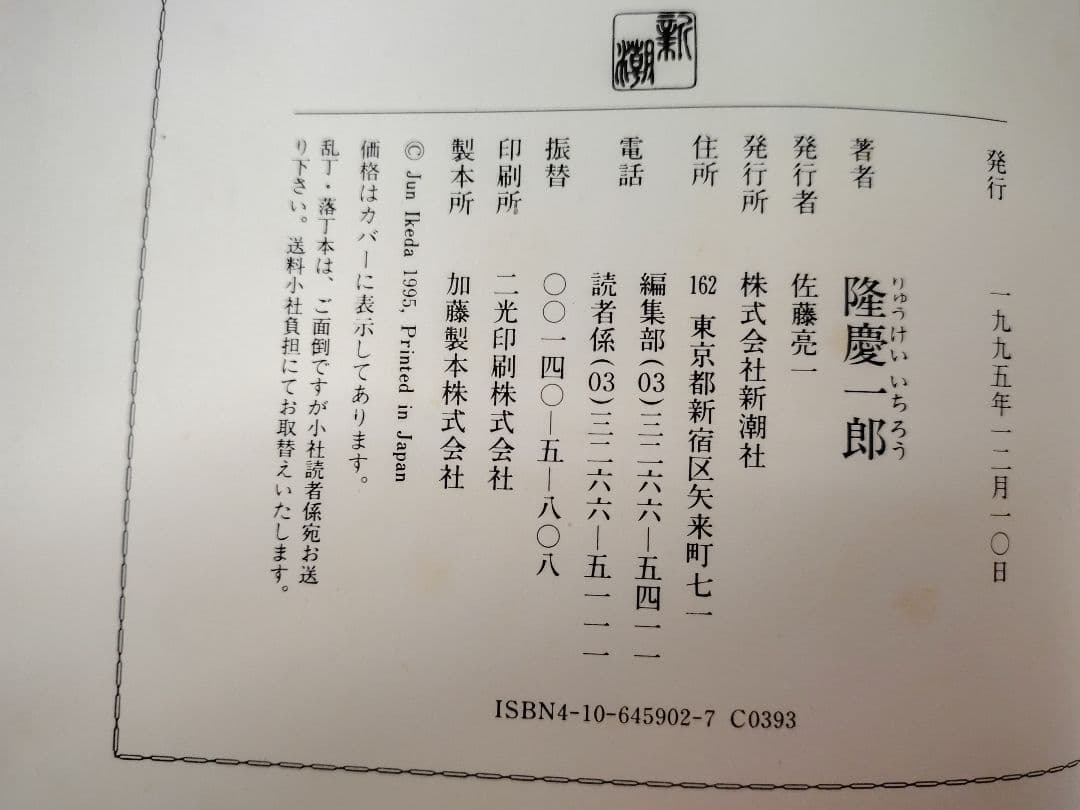 新潮
発行 一九九五年一二月一〇日
著者 隆慶一郎
りゅうけいいちろう
発行者 佐藤亮一
発行所 株式会社新潮社
住所 162 東京都新宿区矢来町七一
電話 編集部(03)三二六六―五四一一
読者係(03)三二六六―五一一一
振替 〇〇一四〇―五―八〇八
印刷所 二光印刷株式会社
製本所 加藤製本株式会社
© Jun Ikeda 1995, Printed in Japan
価格はカバーに表示してあります。
乱丁・落丁本は、ご面倒ですが小社読者係宛お送
り下さい。送料小社負担にてお取替えいたします。
ISBN4-10-645902-7 C0393